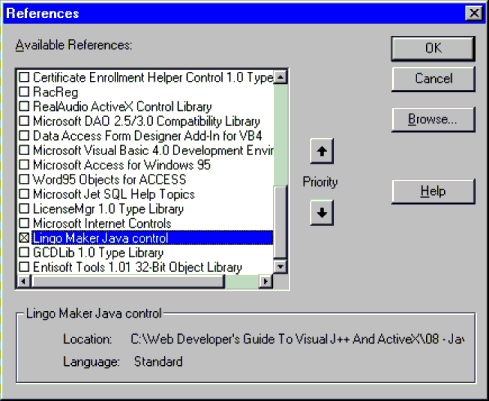 References
Available References:
Certificate Enrollment Helper Control 1.0 Type
RacReg
RealAudio ActiveX Control Library
Microsoft DAO 2.5/3.0 Compatibility Library
Data Access Form Designer Add-In for VB4
Microsoft Visual Basic 4.0 Development Envir
Microsoft Access for Windows 95
Word95 Objects for ACCESS
Microsoft Jet SQL Help Topics
LicenseMgr 1.0 Type Library
Microsoft Internet Controls
Lingo Maker Java control
GCDLib 1.0 Type Library
Entisoft Tools 1.01 32-Bit Object Library
Priority
OK
Cancel
Browse...
Help
Lingo Maker Java control
Location: C:\Web Developer's Guide To Visual J++ And ActiveX\08 - Jav
Language: Standard